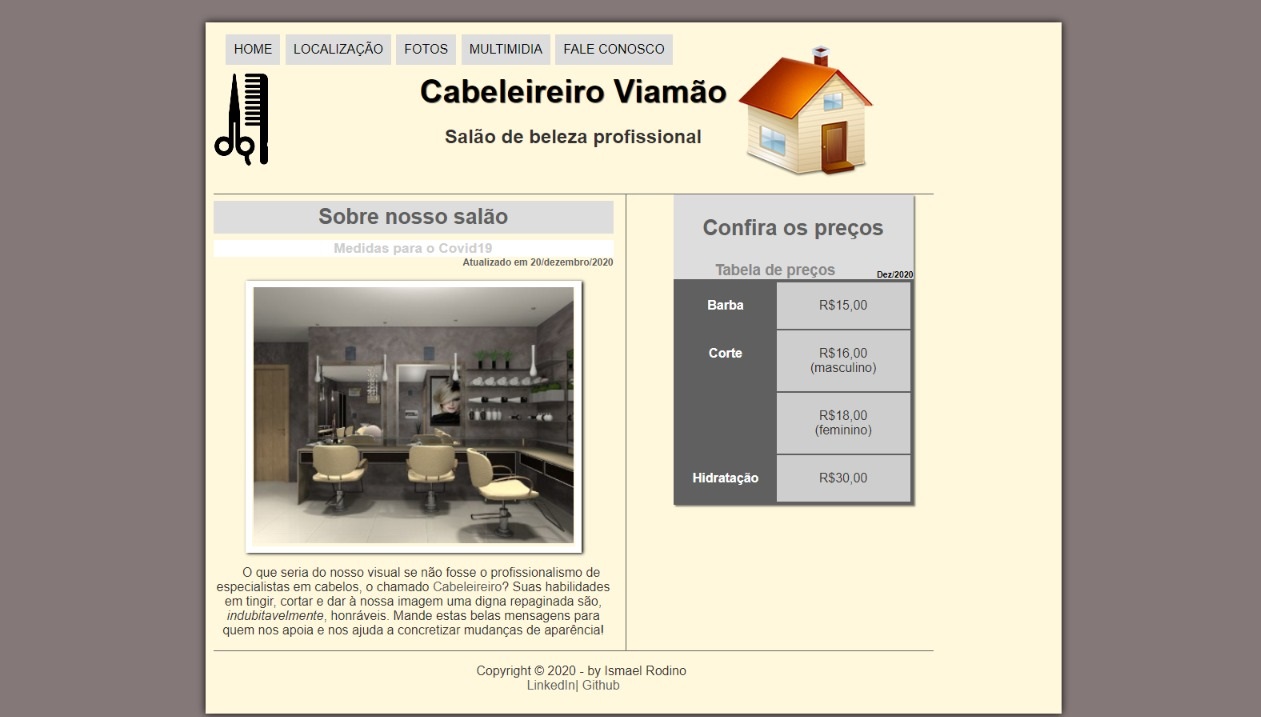 HOME LOCALIZAÇÃO FOTOS MULTIMIDIA FALE CONOSCO
Cabeleireiro Viamão
Salão de beleza profissional
Sobre nosso salão
Medidas para o Covid19
Atualizado em 20/dezembro/2020
O que seria do nosso visual se não fosse o profissionalismo de
especialistas em cabelos, o chamado Cabeleireiro? Suas habilidades
em tingir, cortar e dar à nossa imagem uma digna repaginada são,
indubitavelmente, honráveis. Mande estas belas mensagens para
quem nos apoia e nos ajuda a concretizar mudanças de aparência!
Confira os preços
Tabela de preços Dez/2020
Barba R$15,00
Corte R$16,00
(masculino)
R$18,00
(feminino)
Hidratação R$30,00
Copyright © 2020 - by Ismael Rodino
LinkedIn| Github